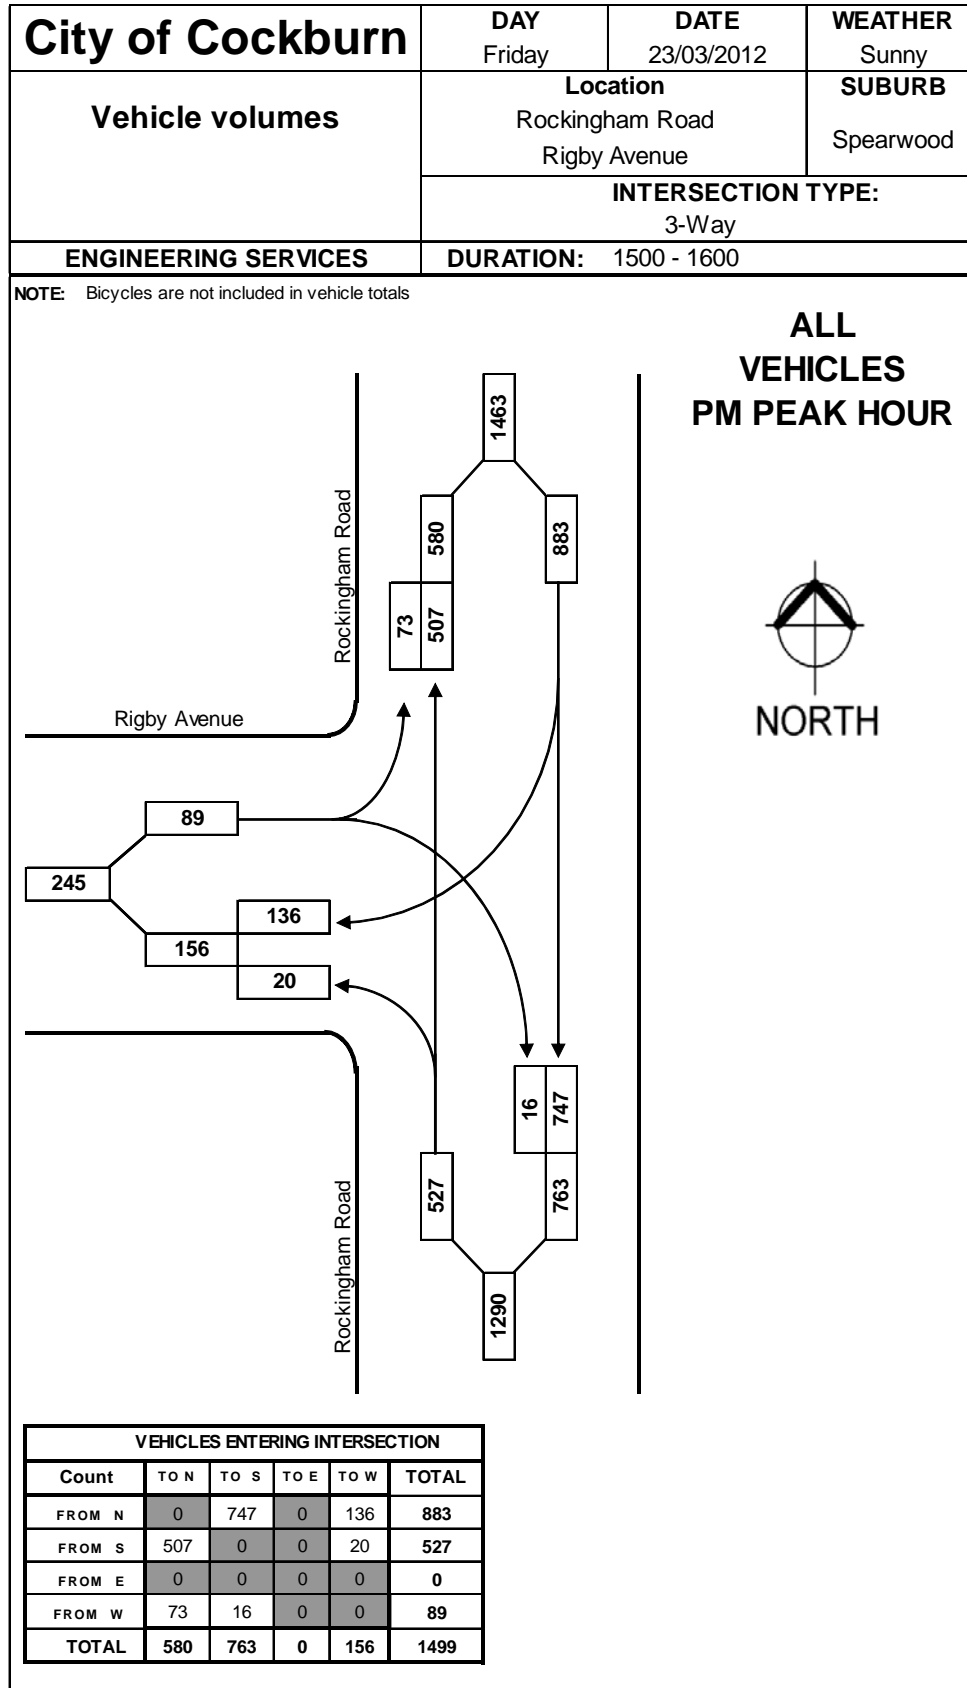 City of Cockburn
DAY
DATE
WEATHER
Friday
23/03/2012
Sunny
Vehicle volumes
Location
SUBURB
Rockingham Road
Rigby Avenue
Spearwood
INTERSECTION TYPE:
3-Way
ENGINEERING SERVICES
DURATION: 1500 - 1600
NOTE: Bicycles are not included in vehicle totals
ALL
VEHICLES
PM PEAK HOUR
1463
Rockingham Road
580
883
73
507
NORTH
Rigby Avenue
89
245
136
156
20
16
747
527
763
Rockingham Road
1290
VEHICLES ENTERING INTERSECTION
Count TO N TO S TO E TO W TOTAL
FROM N 0 747 0 136 883
FROM S 507 0 0 20 527
FROM E 0 0 0 0 0
FROM W 73 16 0 0 89
TOTAL 580 763 0 156 1499